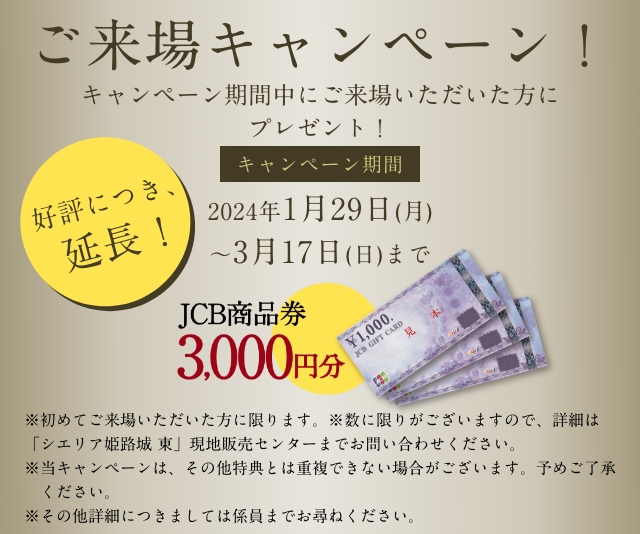 ご来場キャンペーン！
キャンペーン期間中にご来場いただいた方に
プレゼント！
キャンペーン期間
好評につき、
延長！
2024年1月29日(月)
～3月17日(日)まで
JCB商品券
3,000円分
¥1,000.
JCB GIFT CARD
見本
JCB
※初めてご来場いただいた方に限ります。※数に限りがございますので、詳細は
「シエリア姫路城 東」現地販売センターまでお問い合わせください。
※当キャンペーンは、その他特典とは重複できない場合がございます。予めご了承
ください。
※その他詳細につきましては係員までお尋ねください。